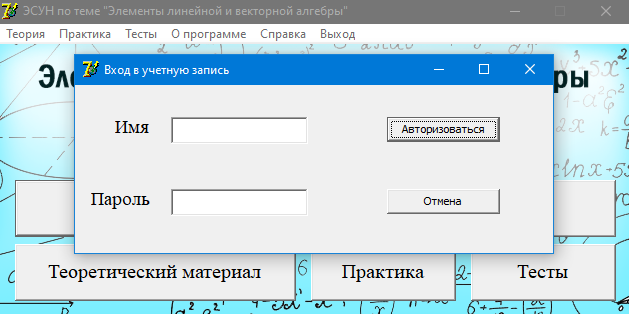 ЭСУН по теме "Элементы линейной и векторной алгебры"
Теория Практика Тесты О программе Справка Выход
Вход в учетную запись
Имя
Авторизоваться
Пароль
Отмена
Теоретический материал Практика Тесты